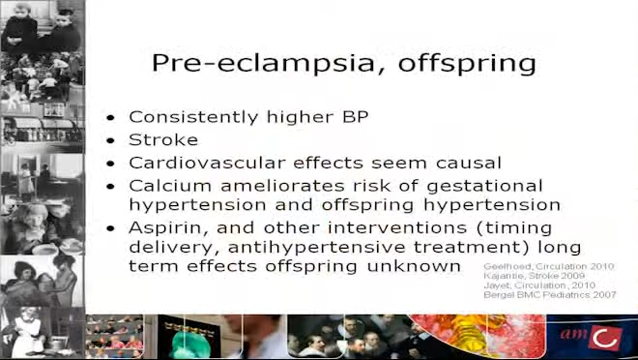 Pre-eclampsia, offspring
• Consistently higher BP
• Stroke
• Cardiovascular effects seem causal
• Calcium ameliorates risk of gestational
hypertension and offspring hypertension
• Aspirin, and other interventions (timing
delivery, antihypertensive treatment) long
term effects offspring unknown
Geelhoed, Circulation 2010
Kajantie, Stroke 2009
Jayet, Circulation, 2010
Bergel BMC Pediatrics 2007
amc